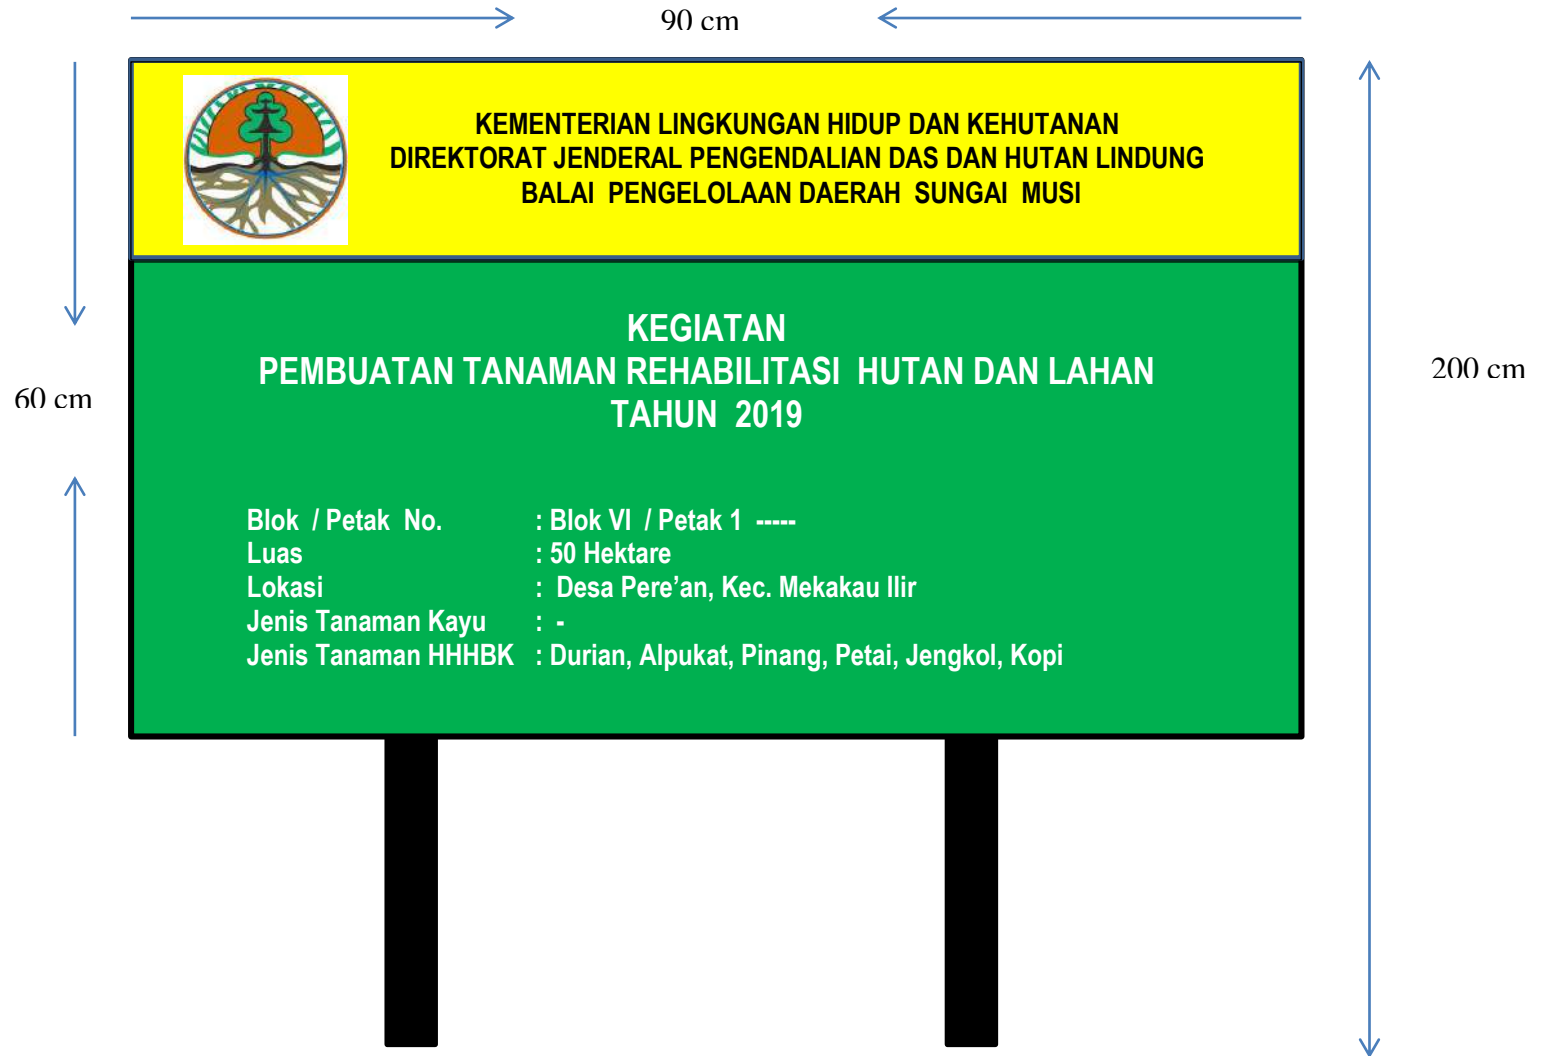 90 cm
KEMENTERIAN LINGKUNGAN HIDUP DAN KEHUTANAN
DIREKTORAT JENDERAL PENGENDALIAN DAS DAN HUTAN LINDUNG
BALAI PENGELOLAAN DAERAH SUNGAI MUSI
KEGIATAN
PEMBUATAN TANAMAN REHABILITASI HUTAN DAN LAHAN
TAHUN 2019
200 cm
60 cm
Blok / Petak No. : Blok VI / Petak 1 -----
Luas : 50 Hektare
Lokasi : Desa Pere’an, Kec. Mekakau Ilir
Jenis Tanaman Kayu : -
Jenis Tanaman HHHBK : Durian, Alpukat, Pinang, Petai, Jengkol, Kopi